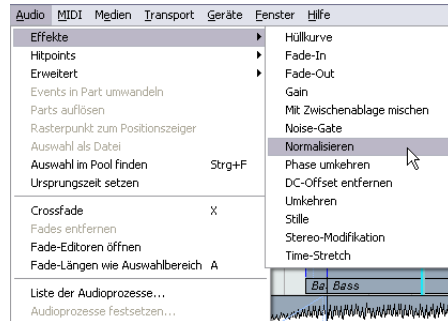 Audio MIDI Medien Transport Geräte Fenster Hilfe
Effekte
Hitpoints
Erweitert
Events in Part umwandeln
Parts auflösen
Rasterpunkt zum Positionszeiger
Auswahl als Datei
Auswahl im Pool finden Strg+F
Ursprungszeit setzen
Crossfade X
Fades entfernen
Fade-Editoren öffnen
Fade-Längen wie Auswahlbereich A
Liste der Audioprozesse...
Audioprozesse festsetzen...
Hüllkurve
Fade-In
Fade-Out
Gain
Mit Zwischenablage mischen
Noise-Gate
Normalisieren
Phase umkehren
DC-Offset entfernen
Umkehren
Stille
Stereo-Modifikation
Time-Stretch
Ba Bass